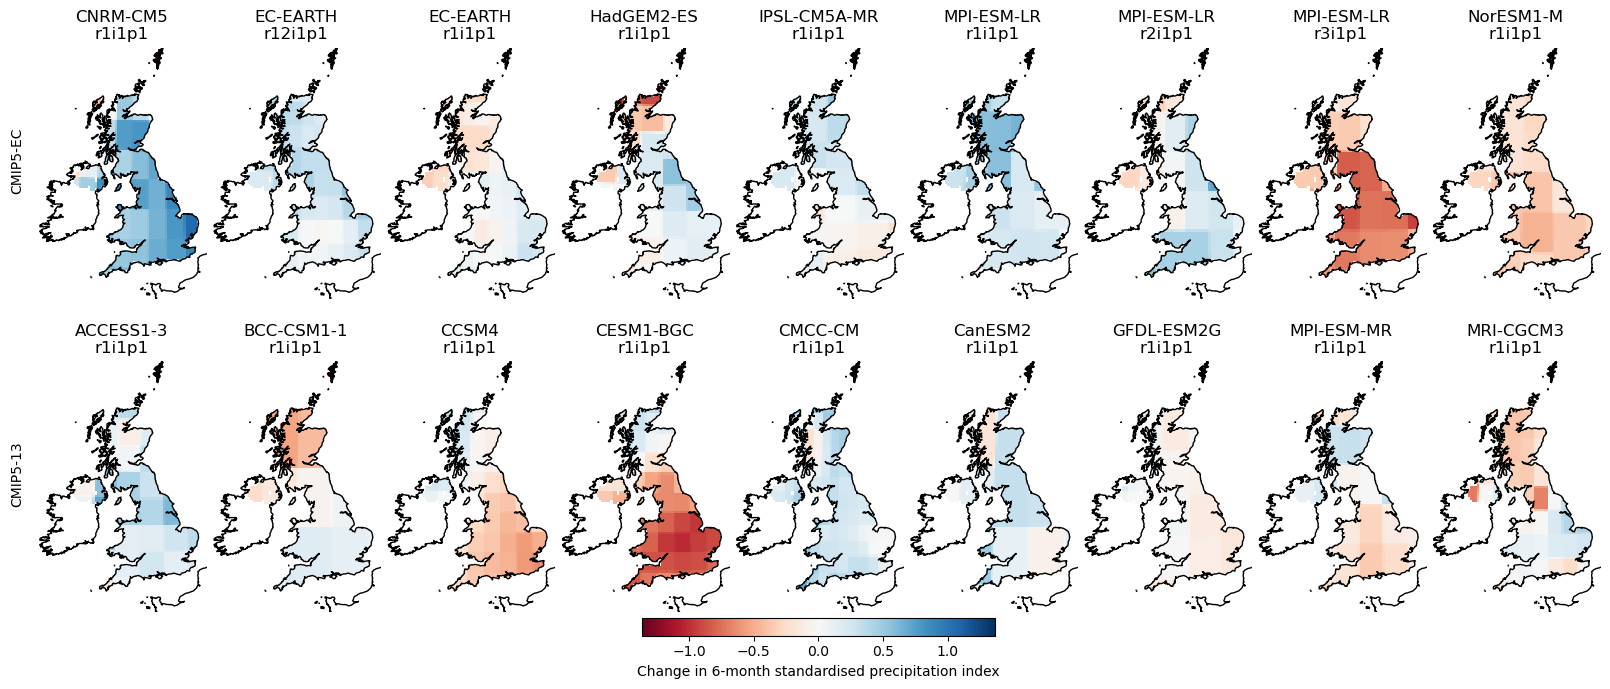 CNRM-CM5 EC-EARTH EC-EARTH HadGEM2-ES IPSL-CM5A-MR MPI-ESM-LR MPI-ESM-LR MPI-ESM-LR NorESM1-M
r1i1p1 r12i1p1 r1i1p1 r1i1p1 r1i1p1 r1i1p1 r2i1p1 r3i1p1 r1i1p1
CMIP5-EC
ACCESS1-3 BCC-CSM1-1 CCSM4 CESM1-BGC CMCC-CM CanESM2 GFDL-ESM2G MPI-ESM-MR MRI-CGCM3
r1i1p1 r1i1p1 r1i1p1 r1i1p1 r1i1p1 r1i1p1 r1i1p1 r1i1p1 r1i1p1
CMIP5-13
−1.0 −0.5 0.0 0.5 1.0
Change in 6-month standardised precipitation index